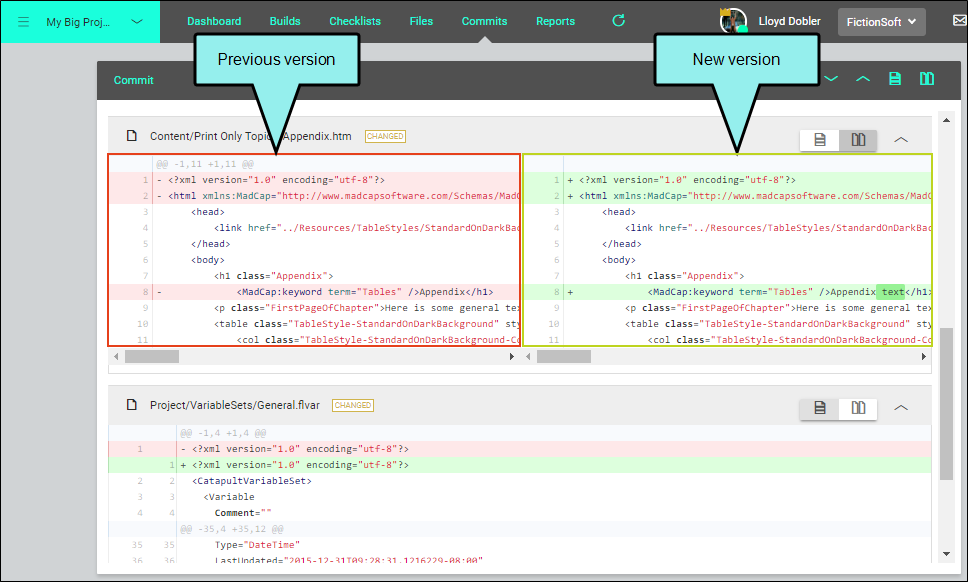 My Big Proj... Dashboard Builds Checklists Files Commits Reports Lloyd Dobler FictionSoft
Previous version
New version
Commit
Content/Print Only Topic Appendix.htm CHANGED
@@ -1,11 +1,11 @@
1 - <?xml version="1.0" encoding="utf-8"?>
2 - <html xmlns:MadCap="http://www.madcapsoftware.com/Schemas/MadC
3 <head>
4 <link href="../Resources/TableStyles/StandardOnDarkBac
5 </head>
6 <body>
7 <h1 class="Appendix">
8 - <MadCap:keyword term="Tables" />Appendix</h1>
9 <p class="FirstPageOfChapter">Here is some general tex
10 <table class="TableStyle-StandardOnDarkBackground" sty
11 <col class="TableStyle-StandardOnDarkBackground-Co
1 + <?xml version="1.0" encoding="utf-8"?>
2 + <html xmlns:MadCap="http://www.madcapsoftware.com/Schemas/MadC
3 <head>
4 <link href="../Resources/TableStyles/StandardOnDarkBac
5 </head>
6 <body>
7 <h1 class="Appendix">
8 + <MadCap:keyword term="Tables" />Appendix text</h1>
9 <p class="FirstPageOfChapter">Here is some general tex
10 <table class="TableStyle-StandardOnDarkBackground" sty
11 <col class="TableStyle-StandardOnDarkBackground-Co
Project/VariableSets/General.flvar CHANGED
@@ -1,4 +1,4 @@
1 - <?xml version="1.0" encoding="utf-8"?>
1 + <?xml version="1.0" encoding="utf-8"?>
2 2 <CatapultVariableSet>
3 3 <Variable
4 4 Comment=""
@@ -35,4 +35,12 @@
35 35 Type="DateTime"
36 36 LastUpdated="2015-12-31T09:28:31.1216229-08:00"